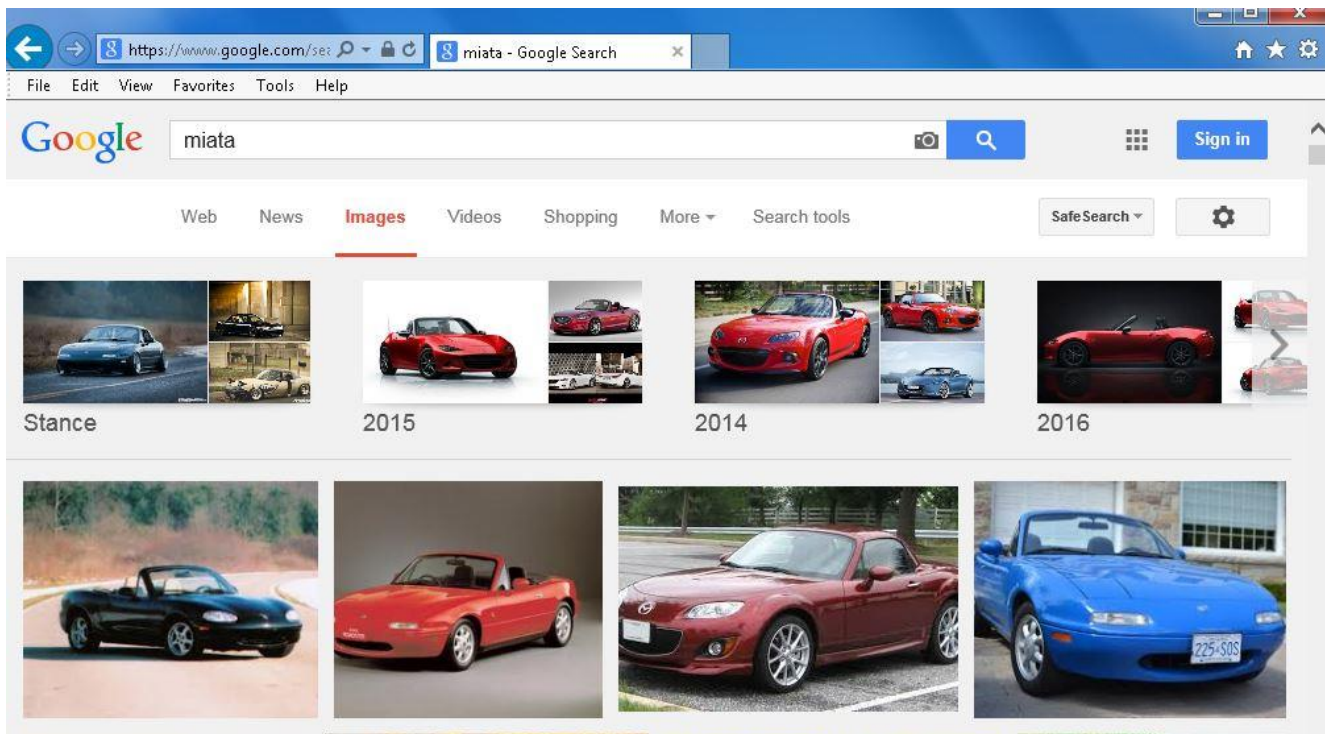 https://www.google.com/se
miata - Google Search
File Edit View Favorites Tools Help
Google miata Sign in
Web News Images Videos Shopping More Search tools SafeSearch
Stance 2015 2014 2016
225-SOS